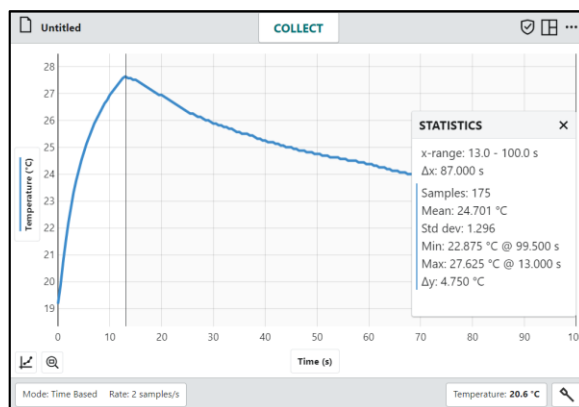 Untitled
COLLECT
...
28
27
26
25
24
23
22
21
20
19
Temperature (°C)
0
10
20
30
40
50
60
70
80
90
Time (s)
STATISTICS X
x-range: 13.0 - 100.0 s
Δx: 87.000 s
Samples: 175
Mean: 24.701 °C
Std dev: 1.296
Min: 22.875 °C @ 99.500 s
Max: 27.625 °C @ 13.000 s
Δy: 4.750 °C
Mode: Time Based Rate: 2 samples/s
Temperature: 20.6 °C